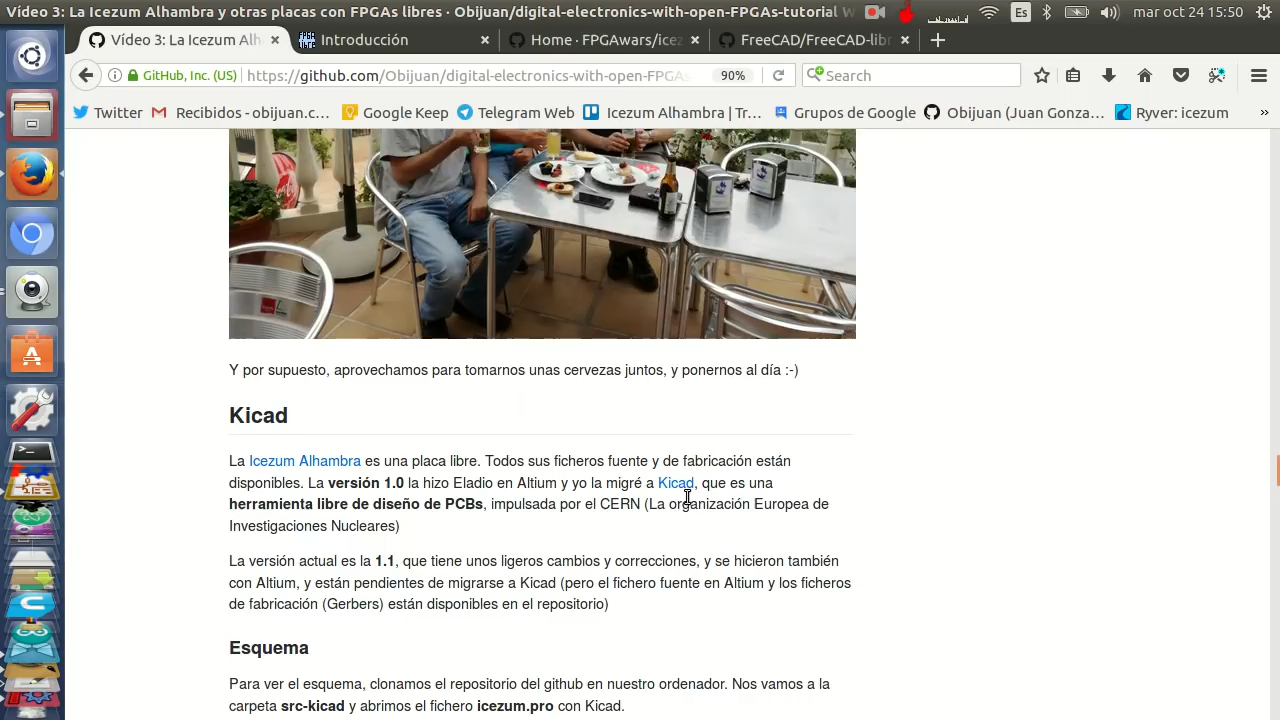 Vídeo 3: La Icezum Alhambra y otras placas con FPGAs libres · Obijuan/digital-electronics-with-open-FPGAs-tutorial W
Es
mar oct 24 15:50
Vídeo 3: La Icezum Alh
Introducción
Home · FPGAwars/icez
FreeCAD/FreeCAD-libr
GitHub, Inc. (US)
https://github.com/Obijuan/digital-electronics-with-open-FPGAs
90%
Search
Twitter
Recibidos - obijuan.c...
Google Keep
Telegram Web
Icezum Alhambra | Tr...
Grupos de Google
Obijuan (Juan Gonza...
Ryver: icezum
»
Y por supuesto, aprovechamos para tomarnos unas cervezas juntos, y ponernos al día :-)
Kicad
La Icezum Alhambra es una placa libre. Todos sus ficheros fuente y de fabricación están
disponibles. La versión 1.0 la hizo Eladio en Altium y yo la migré a Kicad, que es una
herramienta libre de diseño de PCBs, impulsada por el CERN (La organización Europea de
Investigaciones Nucleares)
La versión actual es la 1.1, que tiene unos ligeros cambios y correcciones, y se hicieron también
con Altium, y están pendientes de migrarse a Kicad (pero el fichero fuente en Altium y los ficheros
de fabricación (Gerbers) están disponibles en el repositorio)
Esquema
Para ver el esquema, clonamos el repositorio del github en nuestro ordenador. Nos vamos a la
carpeta src-kicad y abrimos el fichero icezum.pro con Kicad.